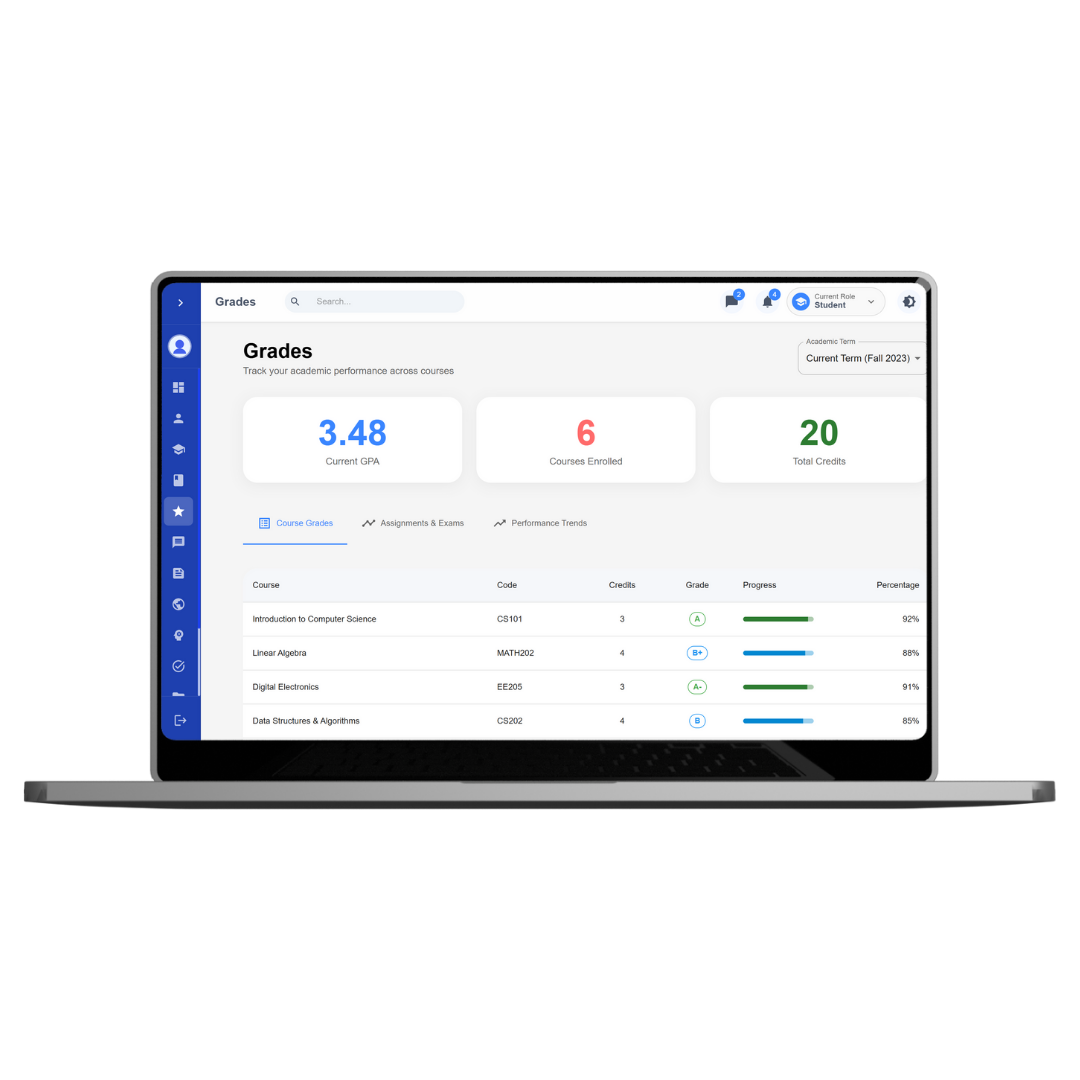 Grades
Search...
2
4
Current Role
Student
Grades
Track your academic performance across courses
Academic Term
Current Term (Fall 2023)
3.48
Current GPA
6
Courses Enrolled
20
Total Credits
Course Grades
Assignments & Exams
Performance Trends
Course Code Credits Grade Progress Percentage
Introduction to Computer Science CS101 3 A 92%
Linear Algebra MATH202 4 B+ 88%
Digital Electronics EE205 3 A- 91%
Data Structures & Algorithms CS202 4 B 85%